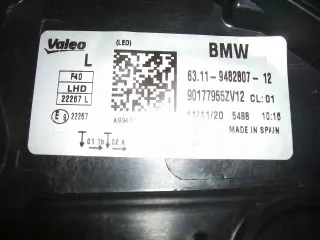 Valeo
(LED)
BMW
L
F40
LHD
22267 L
63.11-9482807-12
90177955ZV12 CL:01
E 22267
11/11/20 5488 10:16
MADE IN SPAIN